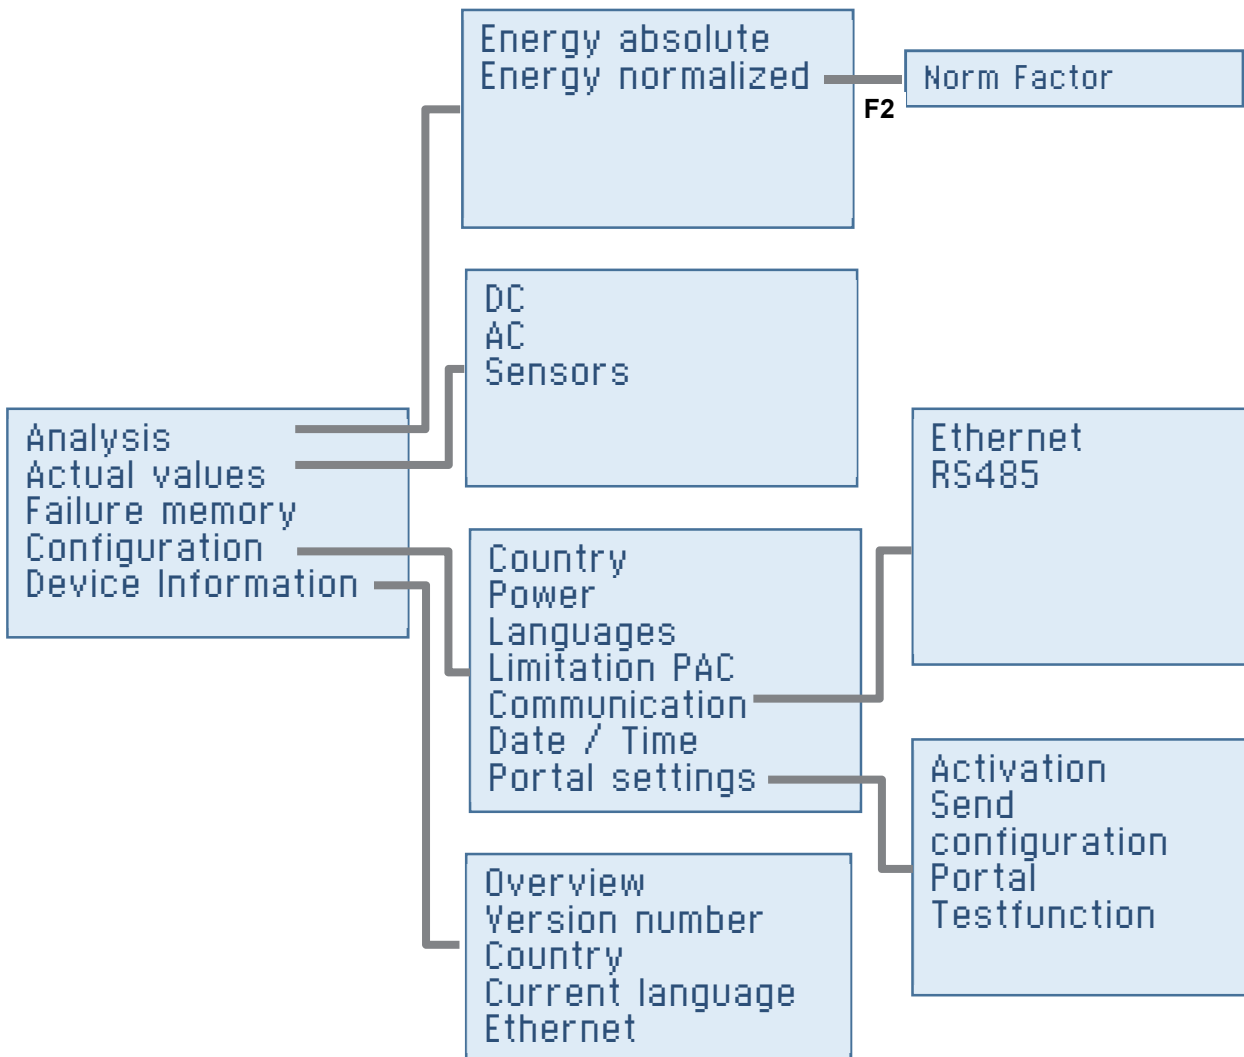 Energy absolute
Energy normalized
F2
Norm Factor
DC
AC
Sensors
Analysis
Actual values
Failure memory
Configuration
Device Information
Country
Power
Languages
Limitation PAC
Communication
Date / Time
Portal settings
Ethernet
RS485
Activation
Send
configuration
Portal
Testfunction
Overview
Version number
Country
Current language
Ethernet